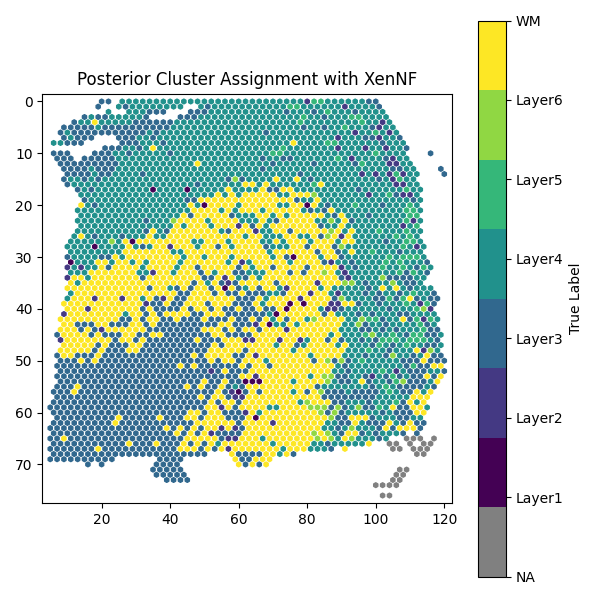 Posterior Cluster Assignment with XenNF
0
10
20
30
40
50
60
70
20
40
60
80
100
120
WM
Layer6
Layer5
Layer4
Layer3
Layer2
Layer1
NA
True Label